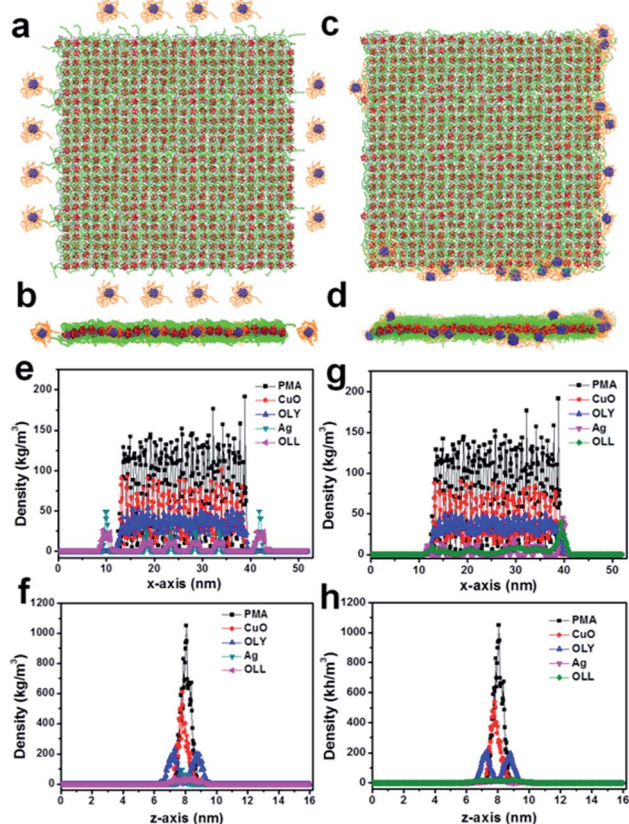 a
c
b
d
e
250
200
150
100
50
0
Density (kg/m³)
0 10 20 30 40 50
x-axis (nm)
PMA
CuO
OLY
Ag
OLL
g
250
200
150
100
50
0
Density (kg/m³)
0 10 20 30 40 50
x-axis (nm)
PMA
CuO
OLY
Ag
OLL
f
1200
1000
800
600
400
200
0
Density (kg/m³)
0 2 4 6 8 10 12 14 16
z-axis (nm)
PMA
CuO
OLY
Ag
OLL
h
1200
1000
800
600
400
200
0
Density (kh/m³)
0 2 4 6 8 10 12 14 16
z-axis (nm)
PMA
CuO
OLY
Ag
OLL